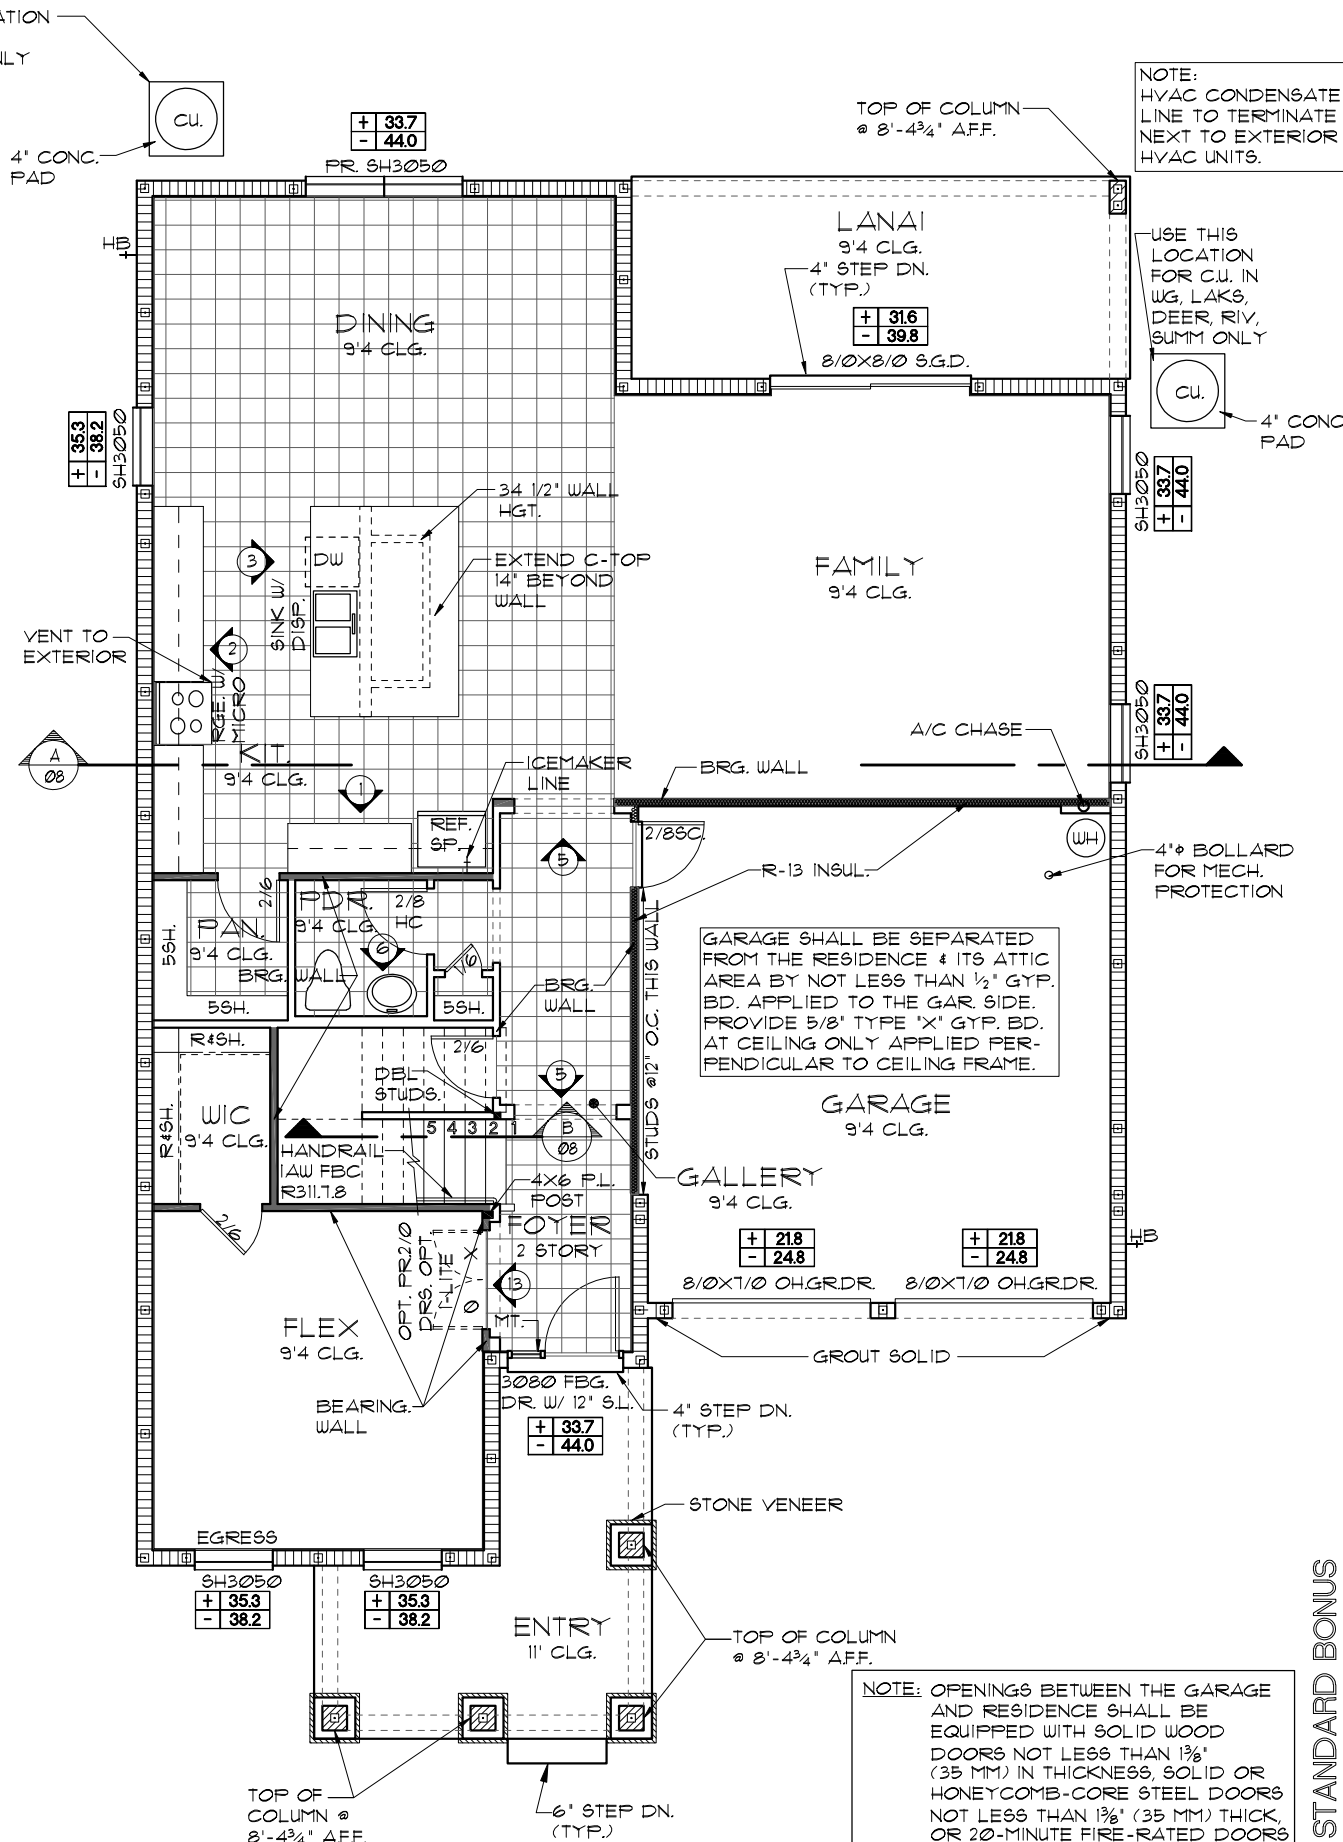 ATION
NLY
CU.
4" CONC.
PAD
+ 33.7
- 44.0
PR. SH3050
TOP OF COLUMN
@ 8'-4¾" A.F.F.
NOTE:
HVAC CONDENSATE
LINE TO TERMINATE
NEXT TO EXTERIOR
HVAC UNITS.
HB
LANAI
9'4 CLG.
4" STEP DN.
(TYP.)
+ 31.6
- 39.8
8/0X8/0 S.G.D.
USE THIS
LOCATION
FOR C.U. IN
WG, LAKS,
DEER, RIV,
SUMM ONLY
CU.
4" CONC
PAD
DINING
9'4 CLG.
+ 35.3
- 38.2
SH3050
SH3050
+ 33.7
- 44.0
34 1/2" WALL
HGT.
DW
SINK W/
DISP.
EXTEND C-TOP
14" BEYOND
WALL
FAMILY
9'4 CLG.
3
2
VENT TO
EXTERIOR
RGE. W/
MICRO
KIT.
9'4 CLG.
A
08
1
ICEMAKER
LINE
BRG. WALL
A/C CHASE
SH3050
+ 33.7
- 44.0
REF.
SP.
5
2/8SC.
WH
R-13 INSUL.
4"ϕ BOLLARD
FOR MECH.
PROTECTION
2/6
PDR.
9'4 CLG.
2/8
HC
PAN.
9'4 CLG.
5SH.
6
BRG. WALL
1/6
5SH.
5SH.
BRG.
WALL
STUDS @12" O.C. THIS WALL
GARAGE SHALL BE SEPARATED
FROM THE RESIDENCE & ITS ATTIC
AREA BY NOT LESS THAN ½" GYP.
BD. APPLIED TO THE GAR. SIDE.
PROVIDE 5/8" TYPE "X" GYP. BD.
AT CEILING ONLY APPLIED PER-
PENDICULAR TO CEILING FRAME.
R&SH.
2/6
DBL
STUDS.
5
R&SH.
WIC
9'4 CLG.
5 4 3 2 1
B
08
GARAGE
9'4 CLG.
HANDRAIL
IAW FBC
R311.7.8
4X6 P.L.
POST
GALLERY
9'4 CLG.
2/6
FOYER
2 STORY
OPT. PR.2/0
DRS. OPT.
1-LITE
X
0
13
MT.
+ 21.8
- 24.8
8/0X7/0 OH.GR.DR.
+ 21.8
- 24.8
8/0X7/0 OH.GR.DR.
HB
FLEX
9'4 CLG.
GROUT SOLID
BEARING
WALL
3080 FBG.
DR. W/ 12" S.L.
+ 33.7
- 44.0
4" STEP DN.
(TYP.)
STONE VENEER
EGRESS
SH3050
+ 35.3
- 38.2
SH3050
+ 35.3
- 38.2
ENTRY
11' CLG.
TOP OF COLUMN
@ 8'-4¾" A.F.F.
NOTE: OPENINGS BETWEEN THE GARAGE
AND RESIDENCE SHALL BE
EQUIPPED WITH SOLID WOOD
DOORS NOT LESS THAN 1⅜"
(35 MM) IN THICKNESS, SOLID OR
HONEYCOMB-CORE STEEL DOORS
NOT LESS THAN 1⅜" (35 MM) THICK,
OR 20-MINUTE FIRE-RATED DOORS
TOP OF
COLUMN @
8'-4¾" A.F.F.
6" STEP DN.
(TYP.)
STANDARD BONUS